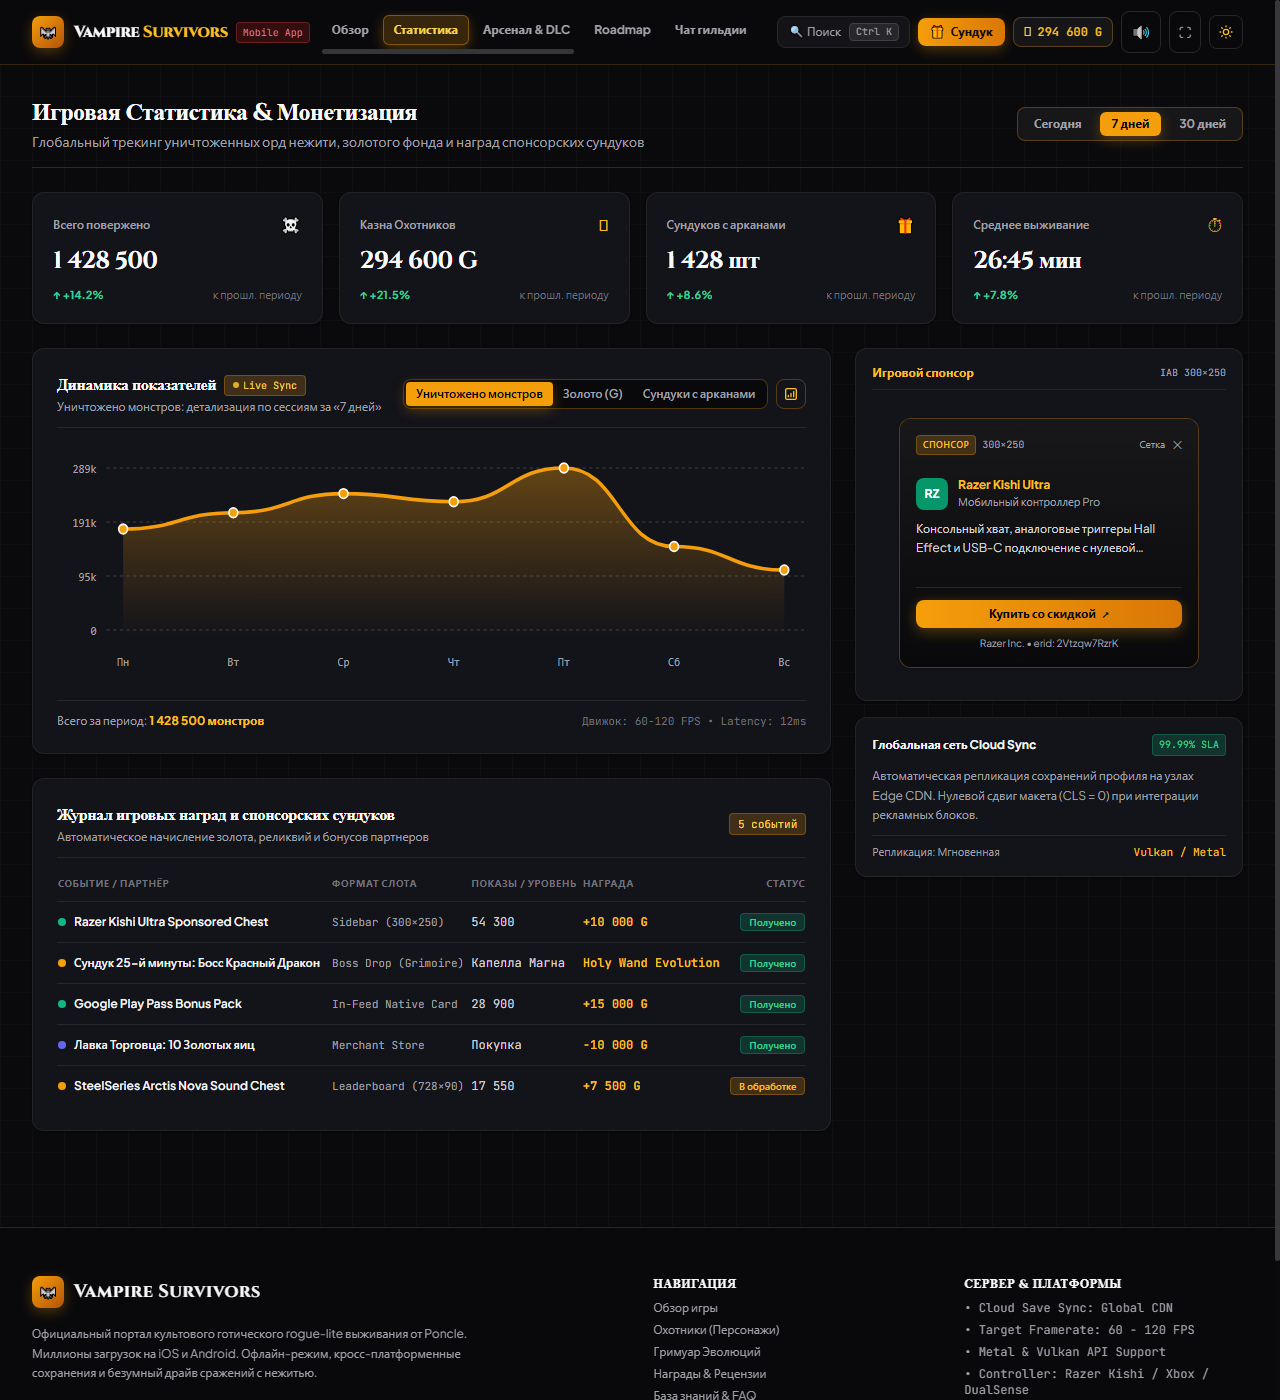 VAMPIRE SURVIVORS
Mobile App
Обзор
Статистика
Арсенал & DLC
Roadmap
Чат гильдии
Поиск
Ctrl K
Сундук
294 600 G
Игровая Статистика & Монетизация
Глобальный трекинг уничтоженных орд нежити, золотого фонда и наград спонсорских сундуков
Сегодня
7 дней
30 дней
Всего повержено
1 428 500
↑ +14.2%
к прошл. периоду
Казна Охотников
294 600 G
↑ +21.5%
к прошл. периоду
Сундуков с арканами
1 428 шт
↑ +8.6%
к прошл. периоду
Среднее выживание
26:45 мин
↑ +7.8%
к прошл. периоду
Динамика показателей
Live Sync
Уничтожено монстров: детализация по сессиям за «7 дней»
Уничтожено монстров
Золото (G)
Сундуки с арканами
289k
191k
95k
0
Пн
Вт
Ср
Чт
Пт
Сб
Вс
Всего за период: 1 428 500 монстров
Движок: 60-120 FPS • Latency: 12ms
Игровой спонсор
IAB 300×250
СПОНСОР
300×250
Сетка
RZ
Razer Kishi Ultra
Мобильный контроллер Pro
Консольный хват, аналоговые триггеры Hall
Effect и USB-C подключение с нулевой...
Купить со скидкой ↗
Razer Inc. • erid: 2Vtzqw7RzrK
Глобальная сеть Cloud Sync
99.99% SLA
Автоматическая репликация сохранений профиля на узлах
Edge CDN. Нулевой сдвиг макета (CLS = 0) при интеграции
рекламных блоков.
Репликация: Мгновенная
Vulkan / Metal
Журнал игровых наград и спонсорских сундуков
Автоматическое начисление золота, реликвий и бонусов партнеров
5 событий
СОБЫТИЕ / ПАРТНЁР
ФОРМАТ СЛОТА
ПОКАЗЫ / УРОВЕНЬ
НАГРАДА
СТАТУС
Razer Kishi Ultra Sponsored Chest
Sidebar (300×250)
54 300
+10 000 G
Получено
Сундук 25-й минуты: Босс Красный Дракон
Boss Drop (Grimoire)
Капелла Магна
Holy Wand Evolution
Получено
Google Play Pass Bonus Pack
In-Feed Native Card
28 900
+15 000 G
Получено
Лавка Торговца: 10 Золотых яиц
Merchant Store
Покупка
-10 000 G
Получено
SteelSeries Arctis Nova Sound Chest
Leaderboard (728×90)
17 550
+7 500 G
В обработке
VAMPIRE SURVIVORS
Официальный портал культового готического rogue-lite выживания от Poncle.
Миллионы загрузок на iOS и Android. Офлайн-режим, кросс-платформенные
сохранения и безумный драйв сражений с нежитью.
НАВИГАЦИЯ
Обзор игры
Охотники (Персонажи)
Гримуар Эволюций
Награды & Рецензии
База знаний & FAQ
СЕРВЕР & ПЛАТФОРМЫ
• Cloud Save Sync: Global CDN
• Target Framerate: 60 - 120 FPS
• Metal & Vulkan API Support
• Controller: Razer Kishi / Xbox /
DualSense